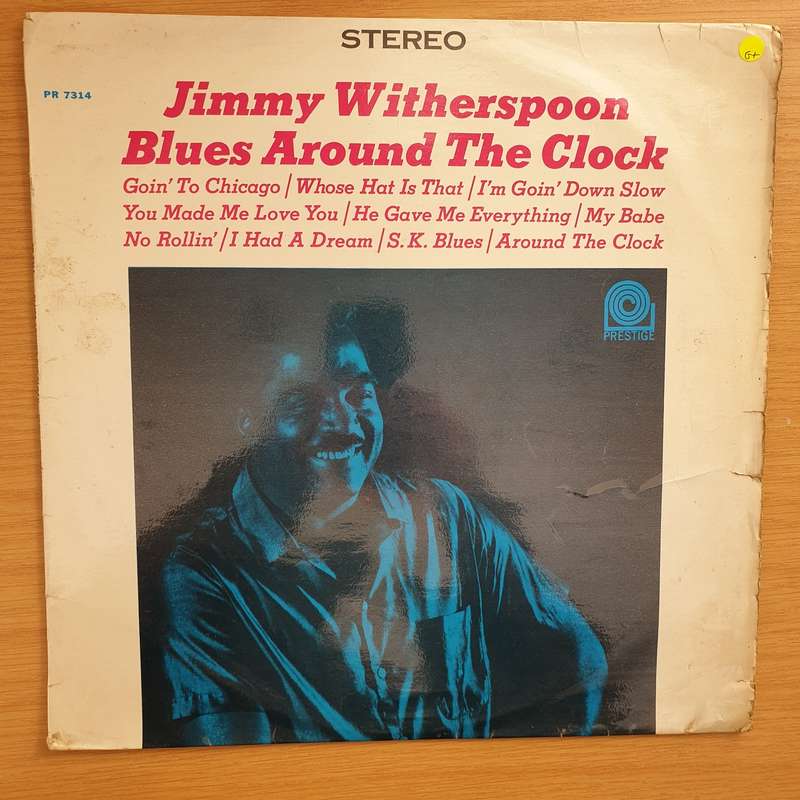 STEREO
G+
PR 7314
Jimmy Witherspoon
Blues Around The Clock
Goin' To Chicago / Whose Hat Is That / I'm Goin' Down Slow
You Made Me Love You / He Gave Me Everything / My Babe
No Rollin' / I Had A Dream / S.K. Blues / Around The Clock
PRESTIGE